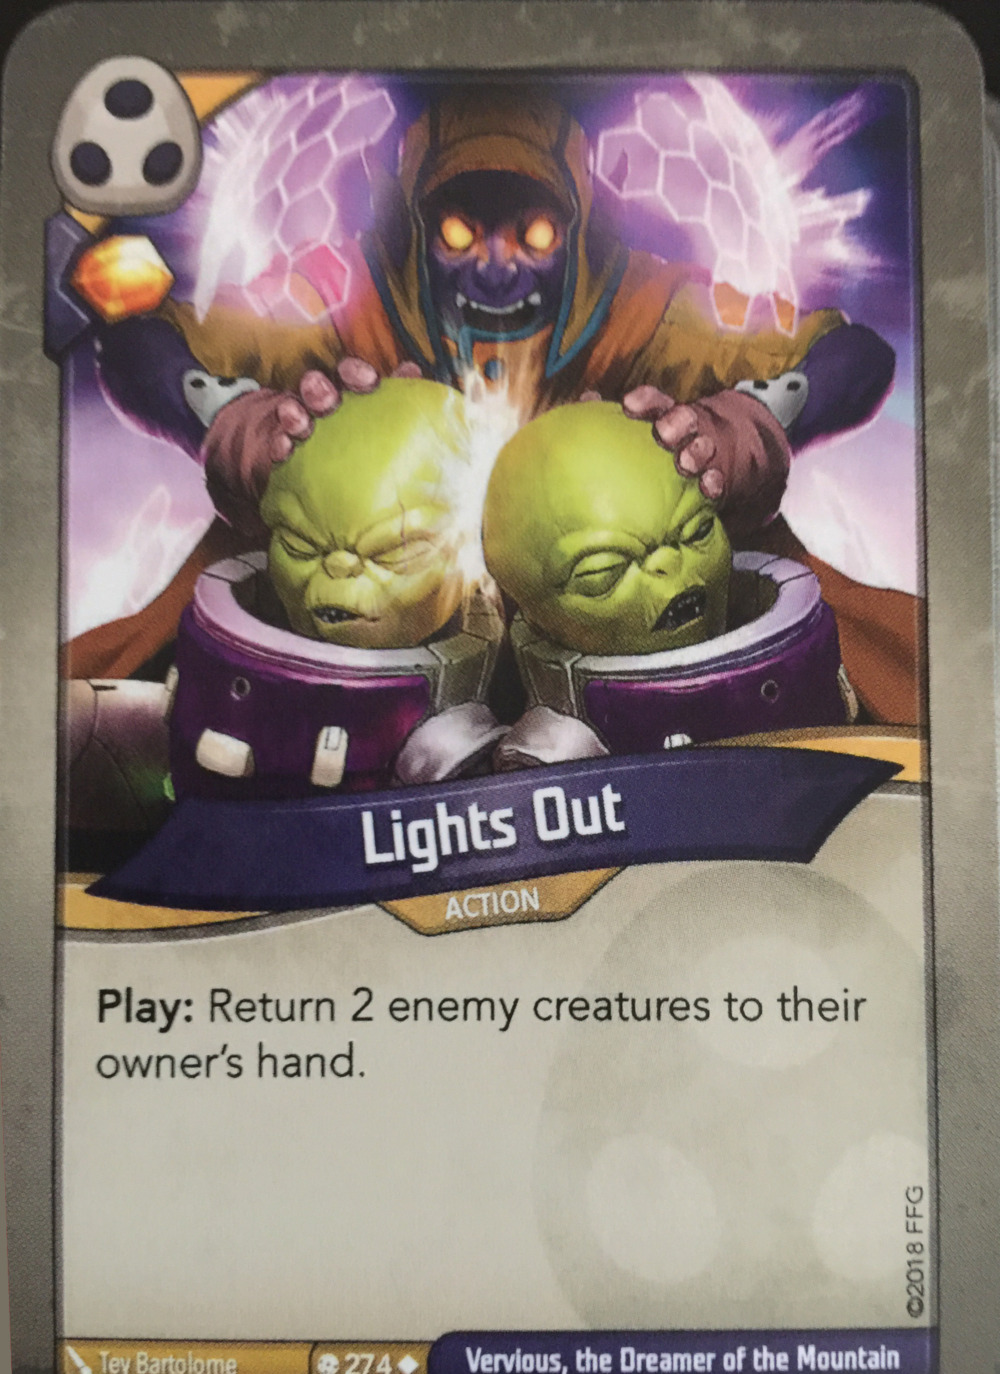 Lights Out
ACTION
Play: Return 2 enemy creatures to their
owner's hand.
©2018 FFG
Tey Bartolome
274
Vervious, the Dreamer of the Mountain